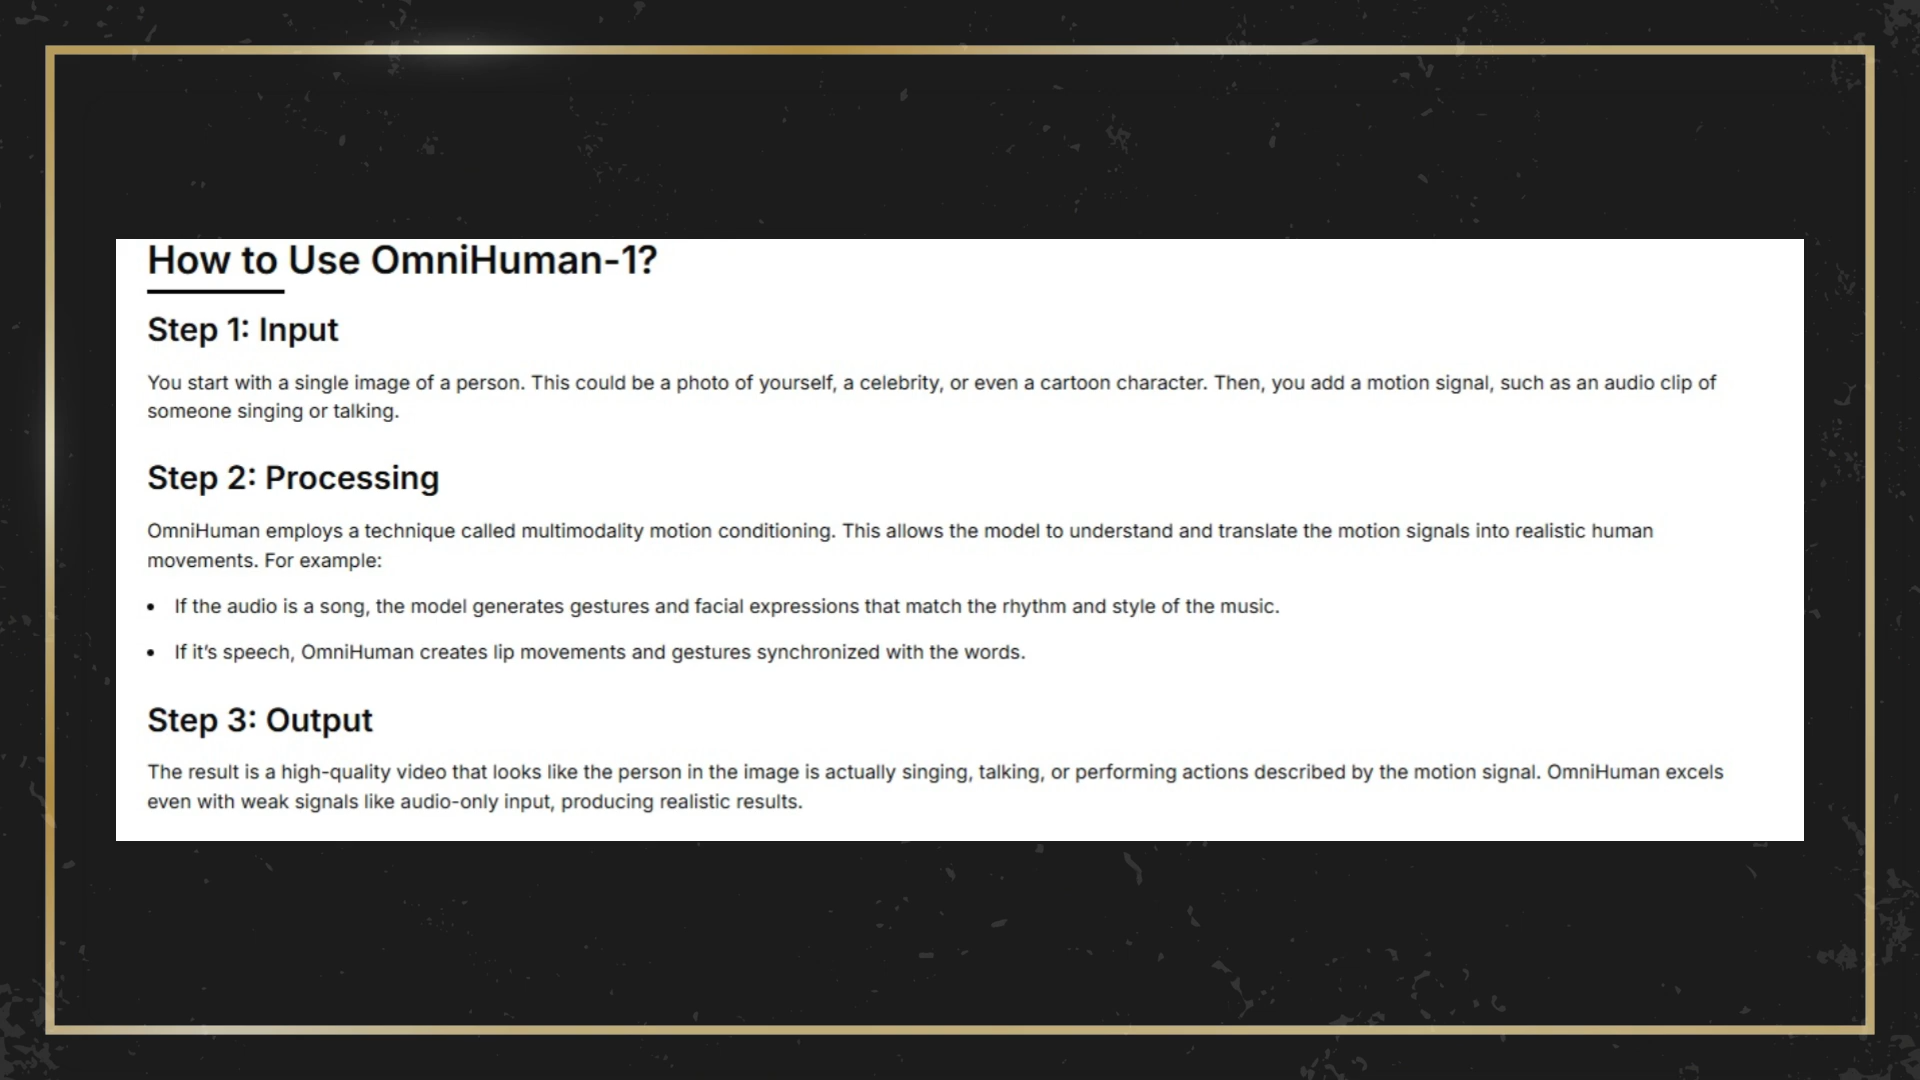 How to Use OmniHuman-1?
Step 1: Input
You start with a single image of a person. This could be a photo of yourself, a celebrity, or even a cartoon character. Then, you add a motion signal, such as an audio clip of
someone singing or talking.
Step 2: Processing
OmniHuman employs a technique called multimodality motion conditioning. This allows the model to understand and translate the motion signals into realistic human
movements. For example:
• If the audio is a song, the model generates gestures and facial expressions that match the rhythm and style of the music.
• If it’s speech, OmniHuman creates lip movements and gestures synchronized with the words.
Step 3: Output
The result is a high-quality video that looks like the person in the image is actually singing, talking, or performing actions described by the motion signal. OmniHuman excels
even with weak signals like audio-only input, producing realistic results.